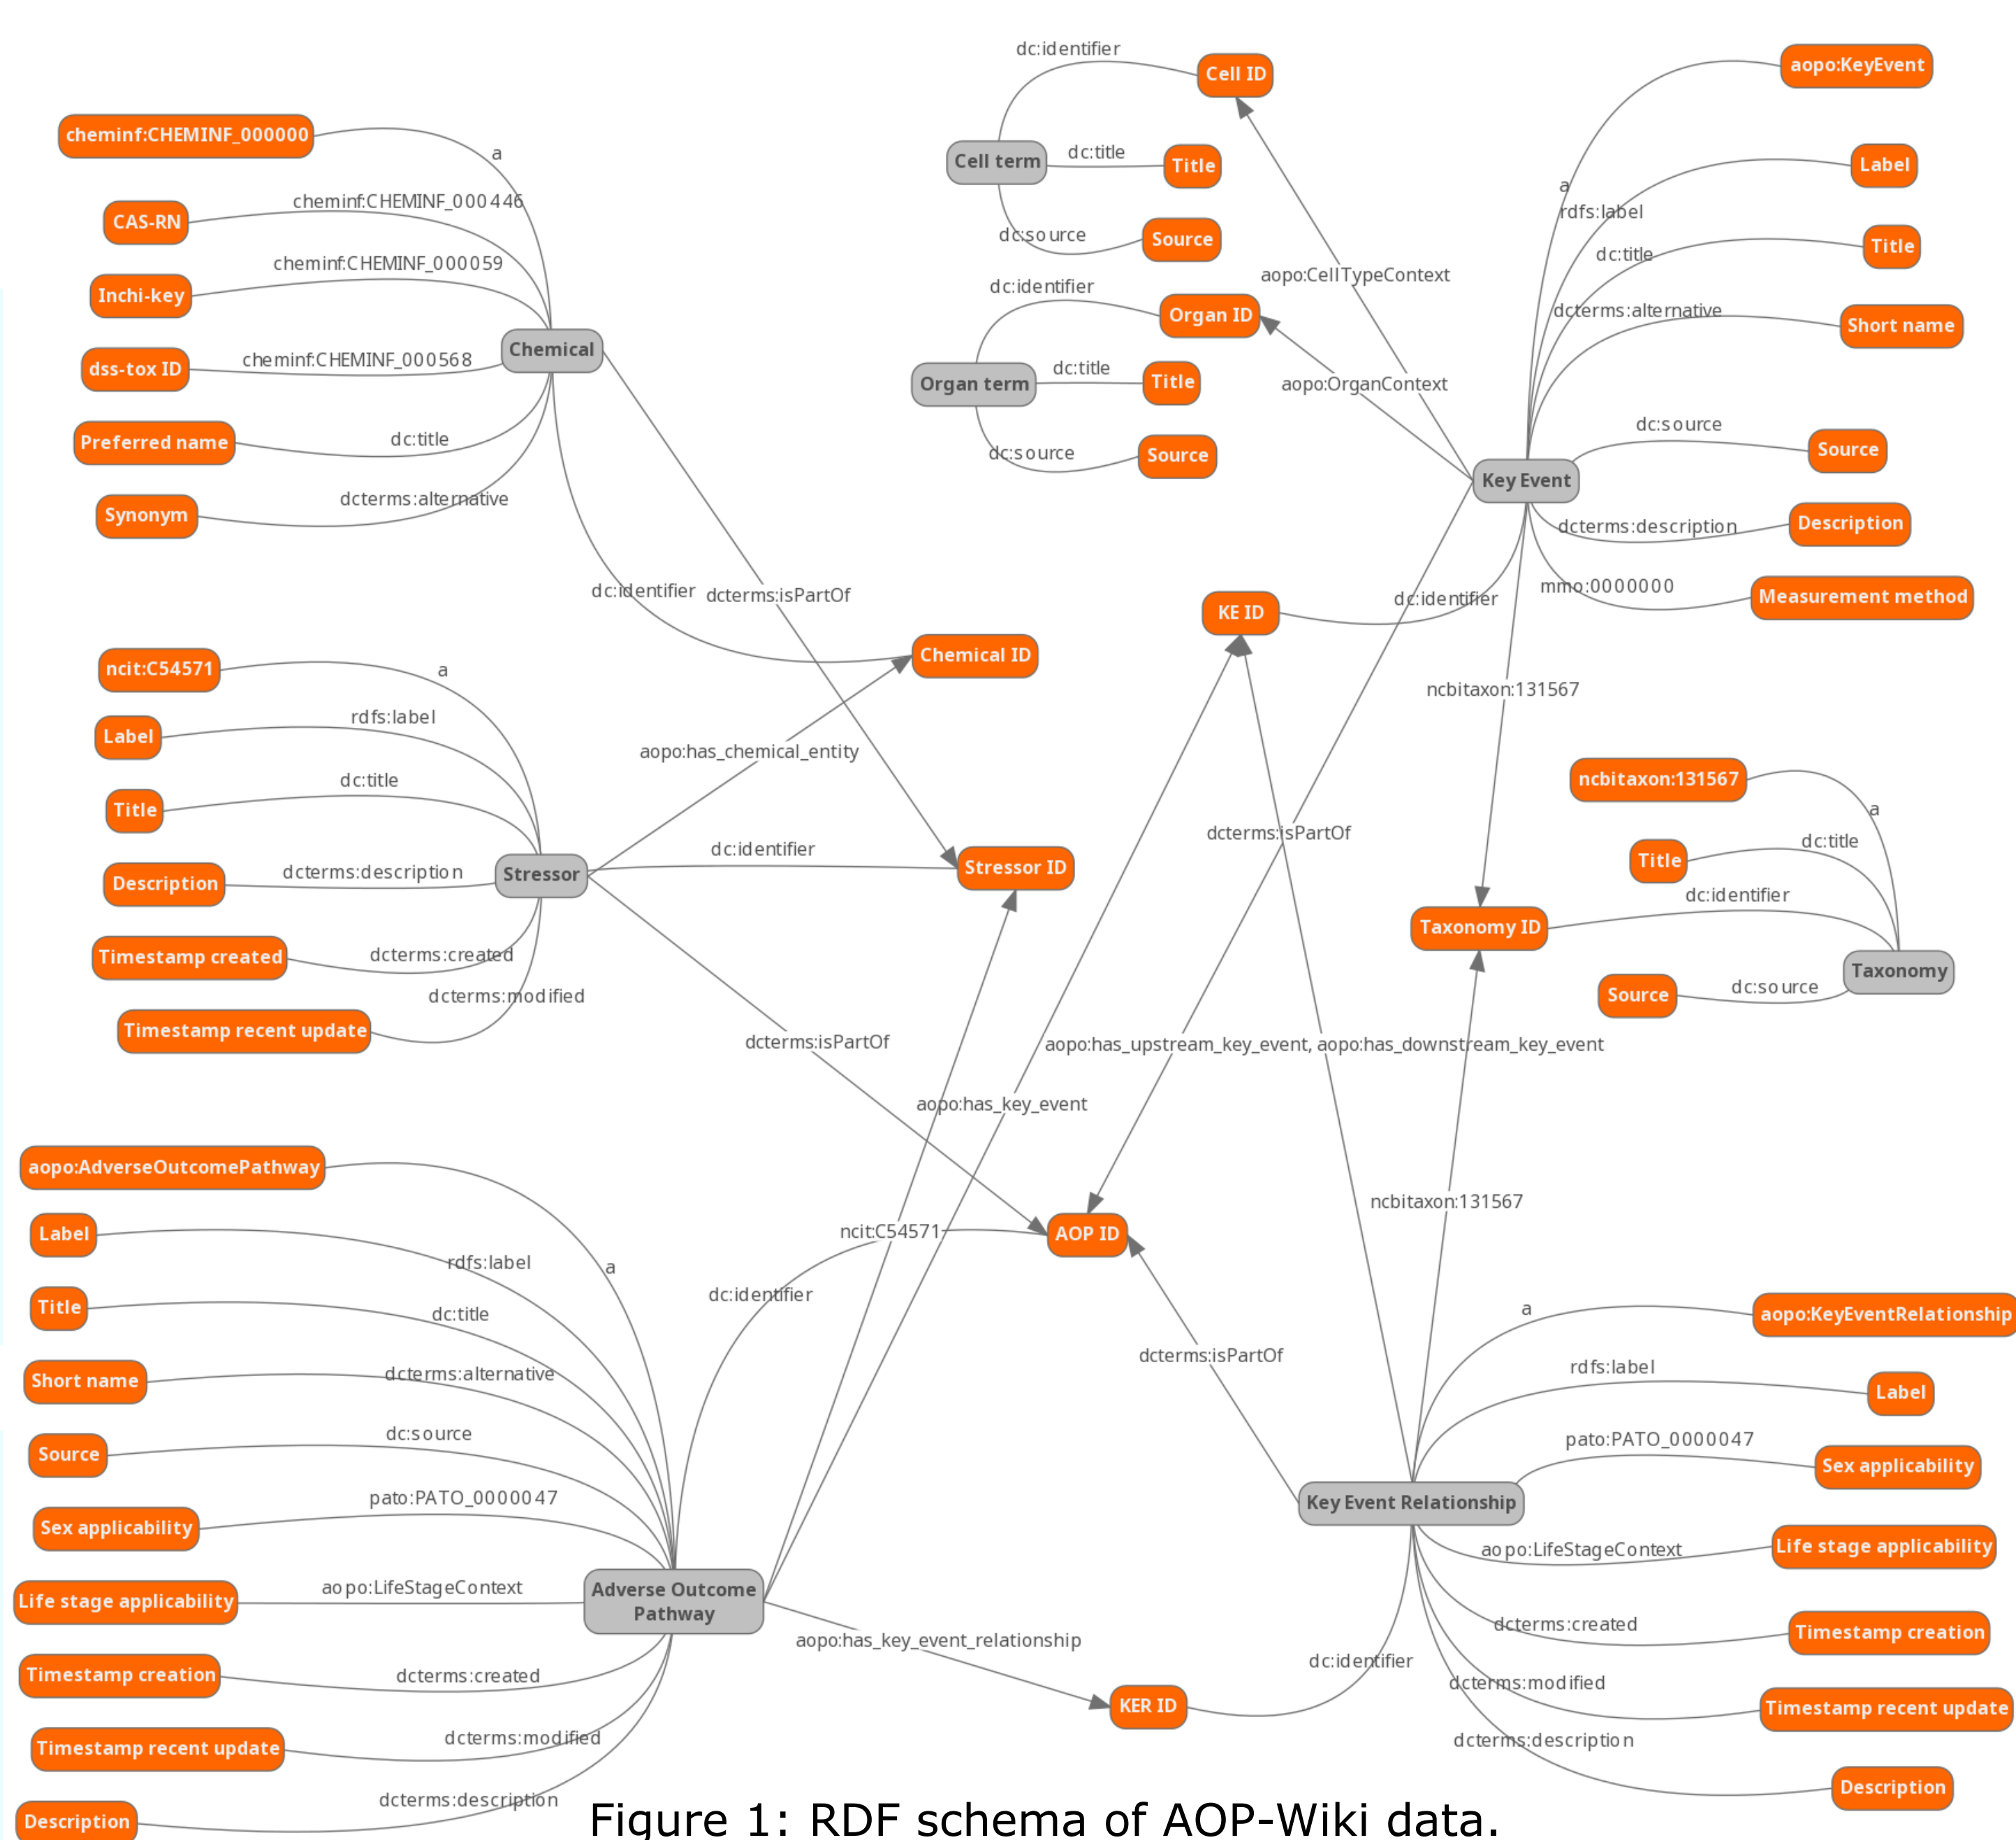 dc:identifier
Cell ID
Cell term
dc:title
Title
dc:source
Source
dc:identifier
Organ ID
Organ term
dc:title
Title
dc:source
Source
aopo:CellTypeContext
aopo:OrganContext
aopo:KeyEvent
a
Label
rdfs:label
Title
dc:title
Short name
dcterms:alternative
Source
dc:source
Key Event
Description
dcterms:description
Measurement method
mmo:0000000
KE ID
dc:identifier
cheminf:CHEMINF_000000
a
CAS-RN
cheminf:CHEMINF_000446
Inchi-key
cheminf:CHEMINF_000059
Chemical
dss-tox ID
cheminf:CHEMINF_000568
Preferred name
dc:title
Synonym
dcterms:alternative
dc:identifier
dcterms:isPartOf
Chemical ID
ncit:C54571
a
Label
rdfs:label
Title
dc:title
aopo:has_chemical_entity
Description
dcterms:description
Stressor
dc:identifier
Stressor ID
Timestamp created
dcterms:created
Timestamp recent update
dcterms:modified
dcterms:isPartOf
ncbitaxon:131567
dcterms:isPartOf
ncbitaxon:131567
a
Title
dc:title
Taxonomy ID
dc:identifier
Taxonomy
Source
dc:source
aopo:has_upstream_key_event, aopo:has_downstream_key_event
aopo:has_key_event
ncbitaxon:131567
ncit:C54571
AOP ID
dc:identifier
dcterms:isPartOf
aopo:AdverseOutcomePathway
a
Label
rdfs:label
Title
dc:title
Short name
dcterms:alternative
Source
dc:source
Sex applicability
pato:PATO_0000047
Life stage applicability
aopo:LifeStageContext
Adverse Outcome
Pathway
Timestamp creation
dcterms:created
Timestamp recent update
dcterms:modified
Description
dcterms:description
aopo:has_key_event_relationship
KER ID
dc:identifier
a
aopo:KeyEventRelationship
rdfs:label
Label
pato:PATO_0000047
Sex applicability
Key Event Relationship
aopo:LifeStageContext
Life stage applicability
dcterms:created
Timestamp creation
dcterms:modified
Timestamp recent update
dcterms:description
Description
Figure 1: RDF schema of AOP-Wiki data.